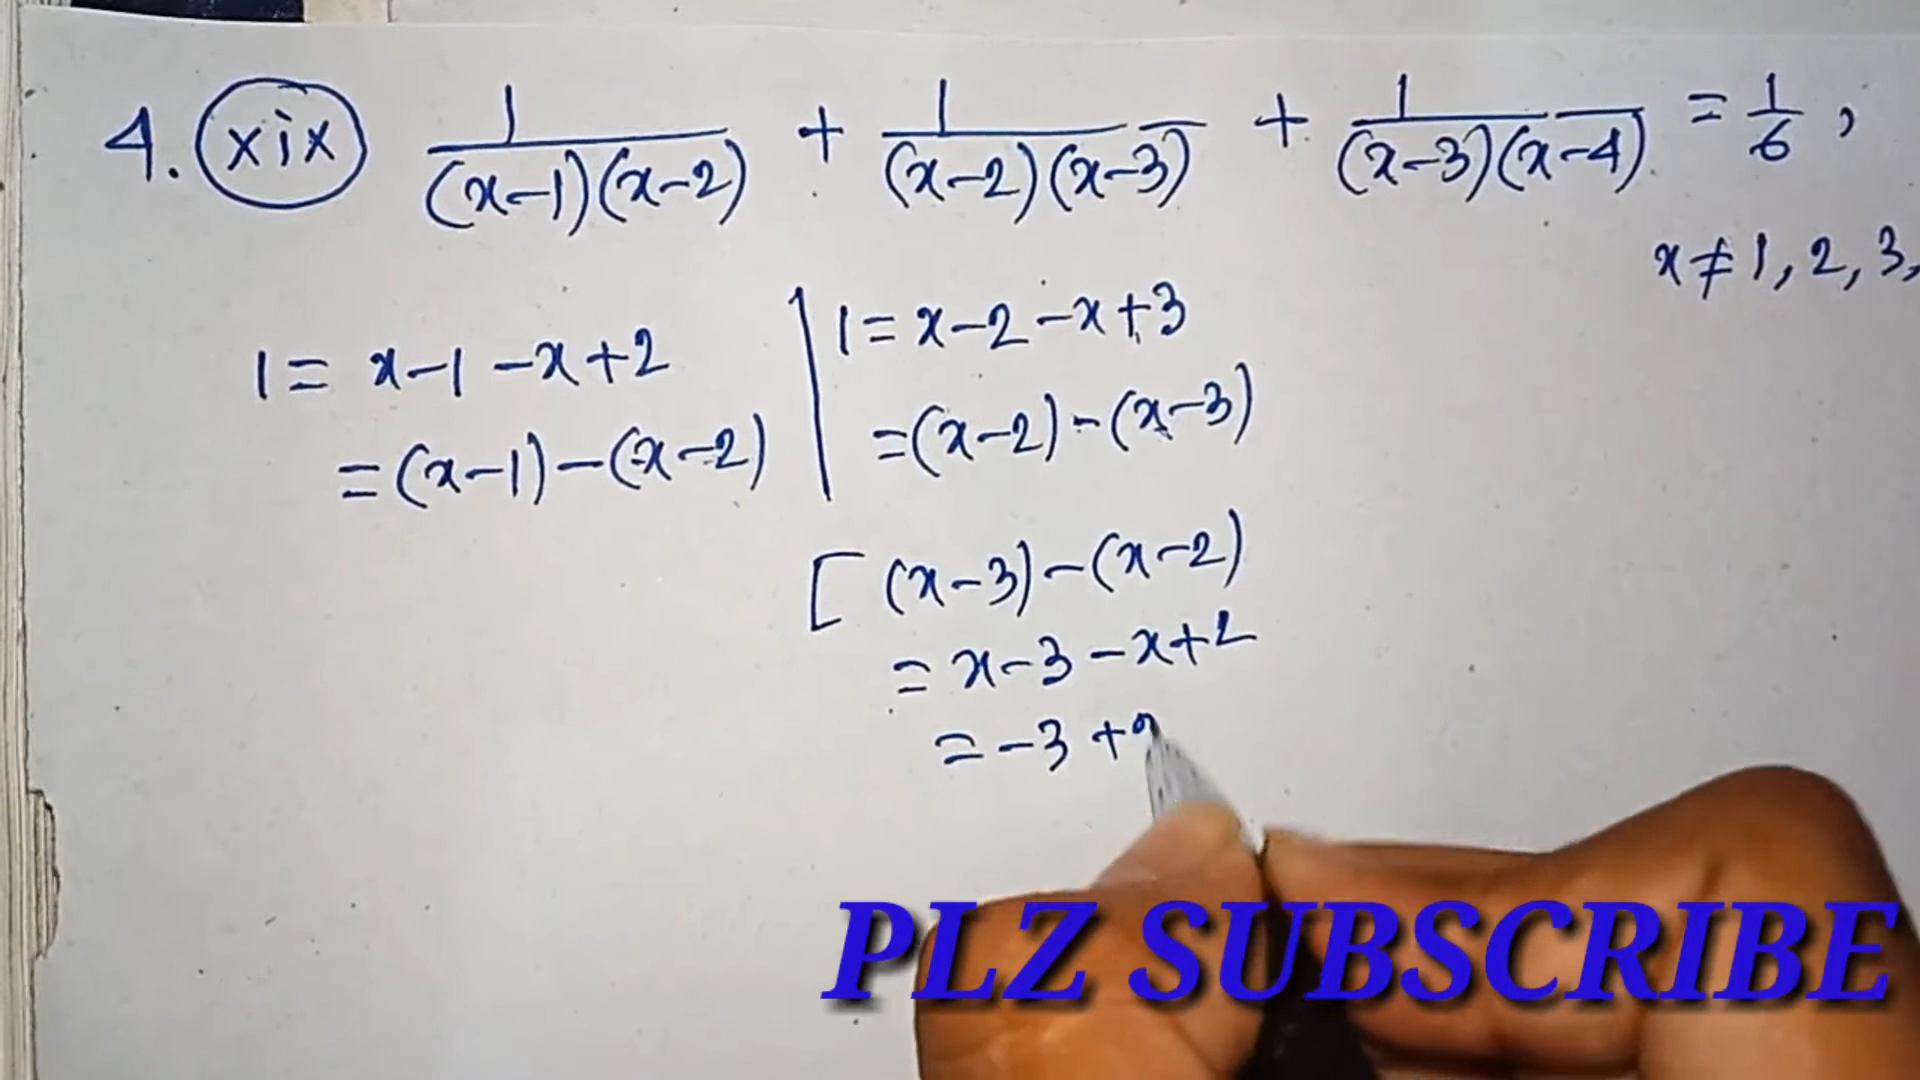 4. (xix) 1/(x-1)(x-2) + 1/(x-2)(x-3) + 1/(x-3)(x-4) = 1/6 ,
x ≠ 1, 2, 3,
1 = x-1 -x+2
= (x-1) - (x-2)
1 = x-2 -x+3
= (x-2) - (x-3)
[ (x-3) - (x-2)
= x-3 -x+2
= -3 +
PLZ SUBSCRIBE